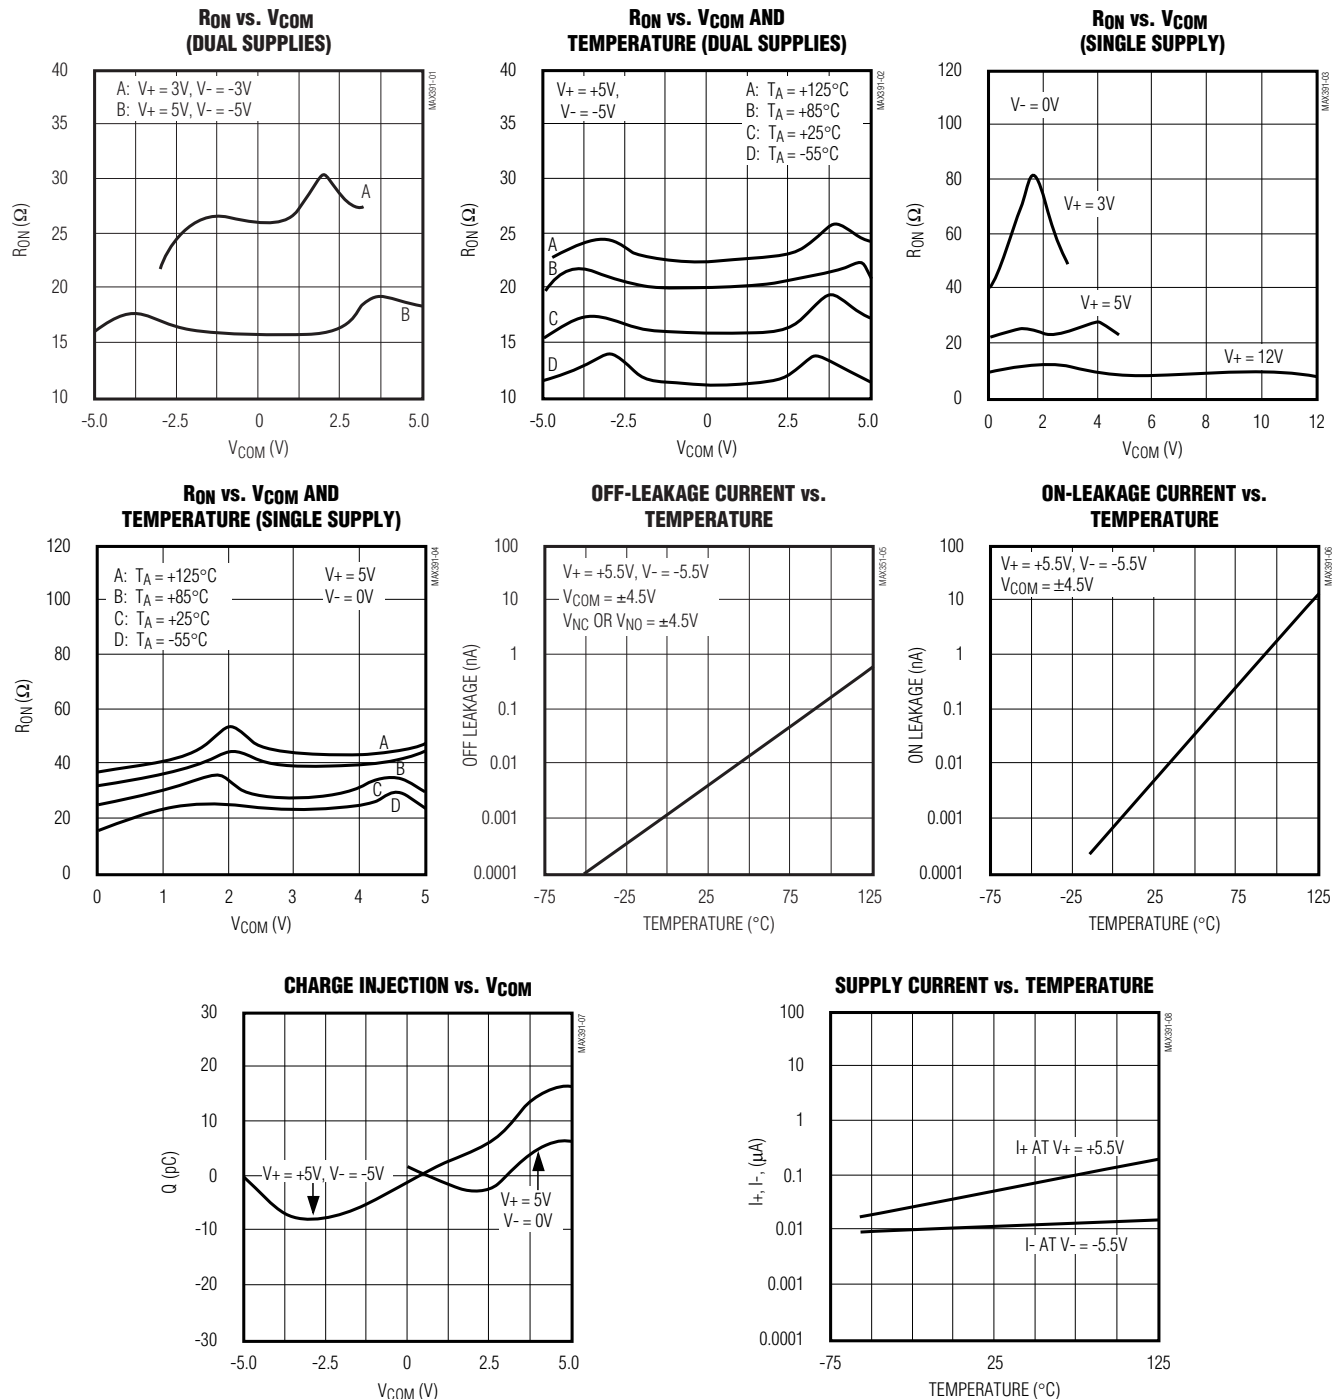 RON vs. VCOM
(DUAL SUPPLIES)
40
35
30
25
20
15
10
RON (Ω)
A: V+ = 3V, V- = -3V
B: V+ = 5V, V- = -5V
A
B
MAX391-01
-5.0
-2.5
0
2.5
5.0
VCOM (V)
RON vs. VCOM AND
TEMPERATURE (DUAL SUPPLIES)
40
35
30
25
20
15
10
RON (Ω)
V+ = +5V,
V- = -5V
A: TA = +125°C
B: TA = +85°C
C: TA = +25°C
D: TA = -55°C
A
B
C
D
MAX391-02
-5.0
-2.5
0
2.5
5.0
VCOM (V)
RON vs. VCOM
(SINGLE SUPPLY)
120
100
80
60
40
20
0
RON (Ω)
V- = 0V
V+ = 3V
V+ = 5V
V+ = 12V
MAX391-03
0
2
4
6
8
10
12
VCOM (V)
RON vs. VCOM AND
TEMPERATURE (SINGLE SUPPLY)
120
100
80
60
40
20
0
RON (Ω)
A: TA = +125°C
B: TA = +85°C
C: TA = +25°C
D: TA = -55°C
V+ = 5V
V- = 0V
A
B
C
D
MAX391-04
0
1
2
3
4
5
VCOM (V)
OFF-LEAKAGE CURRENT vs.
TEMPERATURE
100
10
1
0.1
0.01
0.001
0.0001
OFF LEAKAGE (nA)
V+ = +5.5V, V- = -5.5V
VCOM = ±4.5V
VNC OR VNO = ±4.5V
MAX351-05
-75
-25
25
75
125
TEMPERATURE (°C)
ON-LEAKAGE CURRENT vs.
TEMPERATURE
100
10
1
0.1
0.01
0.001
0.0001
ON LEAKAGE (nA)
V+ = +5.5V, V- = -5.5V
VCOM = ±4.5V
MAX391-06
-75
-25
25
75
125
TEMPERATURE (°C)
CHARGE INJECTION vs. VCOM
30
20
10
0
-10
-20
-30
Q (pC)
V+ = +5V, V- = -5V
V+ = 5V
V- = 0V
MAX391-07
-5.0
-2.5
0
2.5
5.0
VCOM (V)
SUPPLY CURRENT vs. TEMPERATURE
100
10
1
0.1
0.01
0.001
0.0001
I+, I-, (µA)
I+ AT V+ = +5.5V
I- AT V- = -5.5V
MAX391-08
-75
25
125
TEMPERATURE (°C)